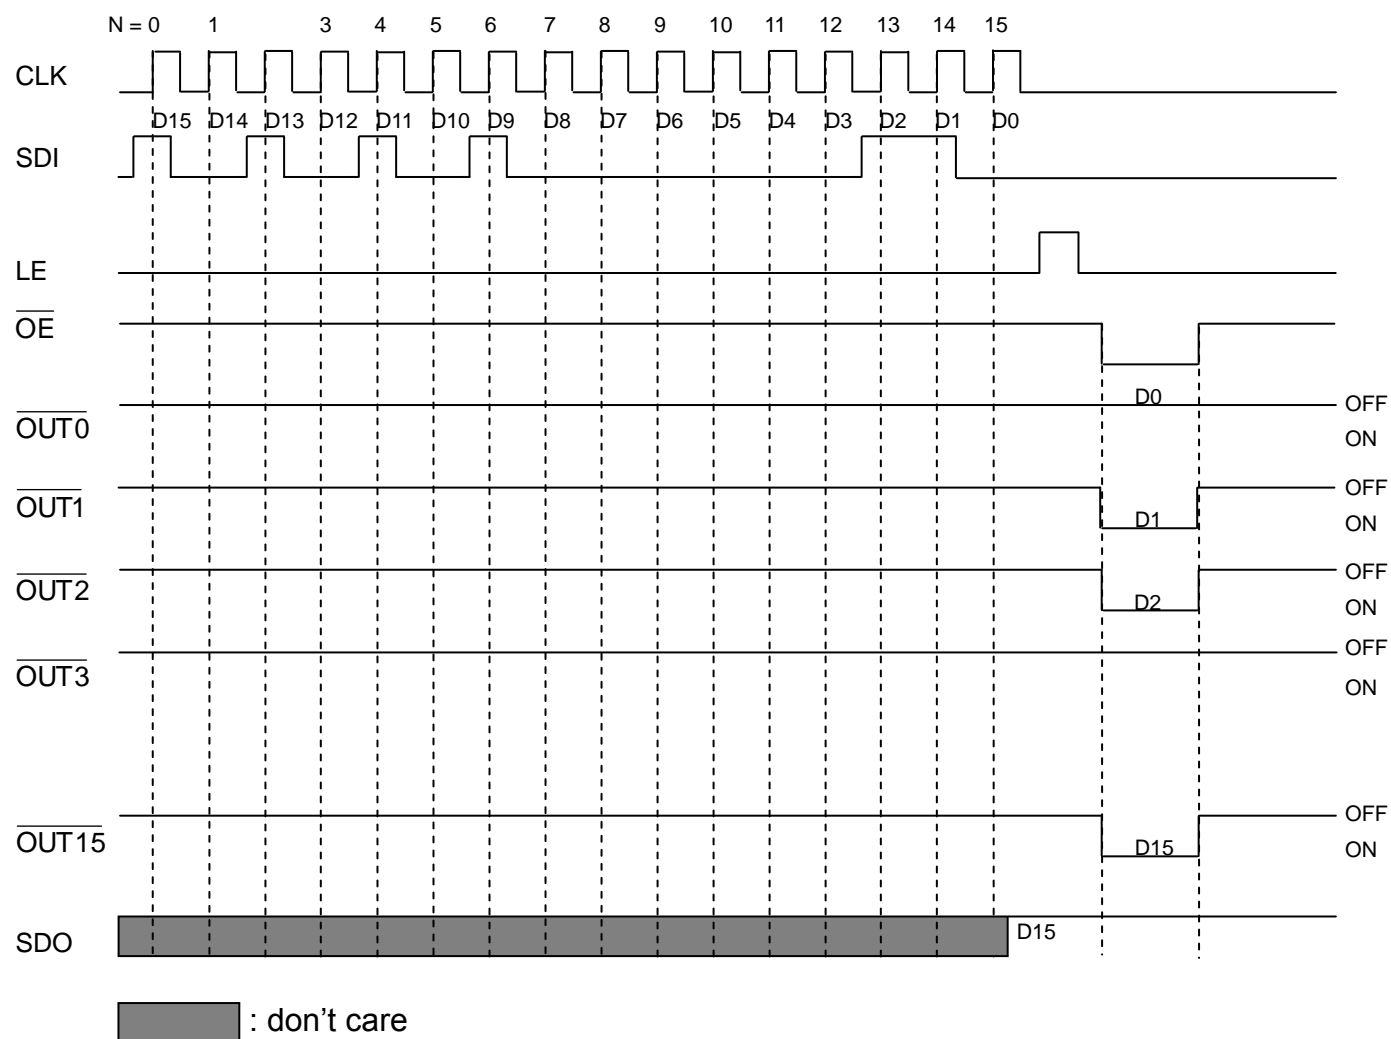 N = 0 1 3 4 5 6 7 8 9 10 11 12 13 14 15
CLK
D15 D14 D13 D12 D11 D10 D9 D8 D7 D6 D5 D4 D3 D2 D1 D0
SDI
LE
OE
D0
OFF
OUT0
ON
OFF
OUT1
D1
ON
OFF
OUT2
D2
ON
OFF
OUT3
ON
OFF
OUT15
D15
ON
D15
SDO
: don't care